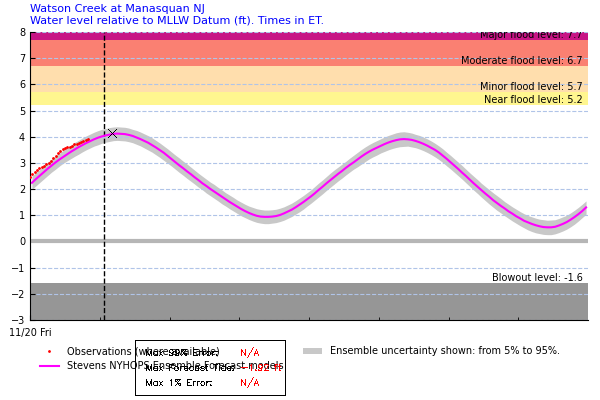 Watson Creek at Manasquan NJ
Water level relative to MLLW Datum (ft). Times in ET.
8
Major flood level: 7.7
7
Moderate flood level: 6.7
6
Minor flood level: 5.7
Near flood level: 5.2
5
4
3
2
1
0
−1
Blowout level: -1.6
−2
−3
11/20 Fri
Observations (where available)
Ensemble uncertainty shown: from 5% to 95%.
Stevens NYHOPS Ensemble Forecast models
Error: N/A
Max Forecast Tide:
Max 1% Error: N/A